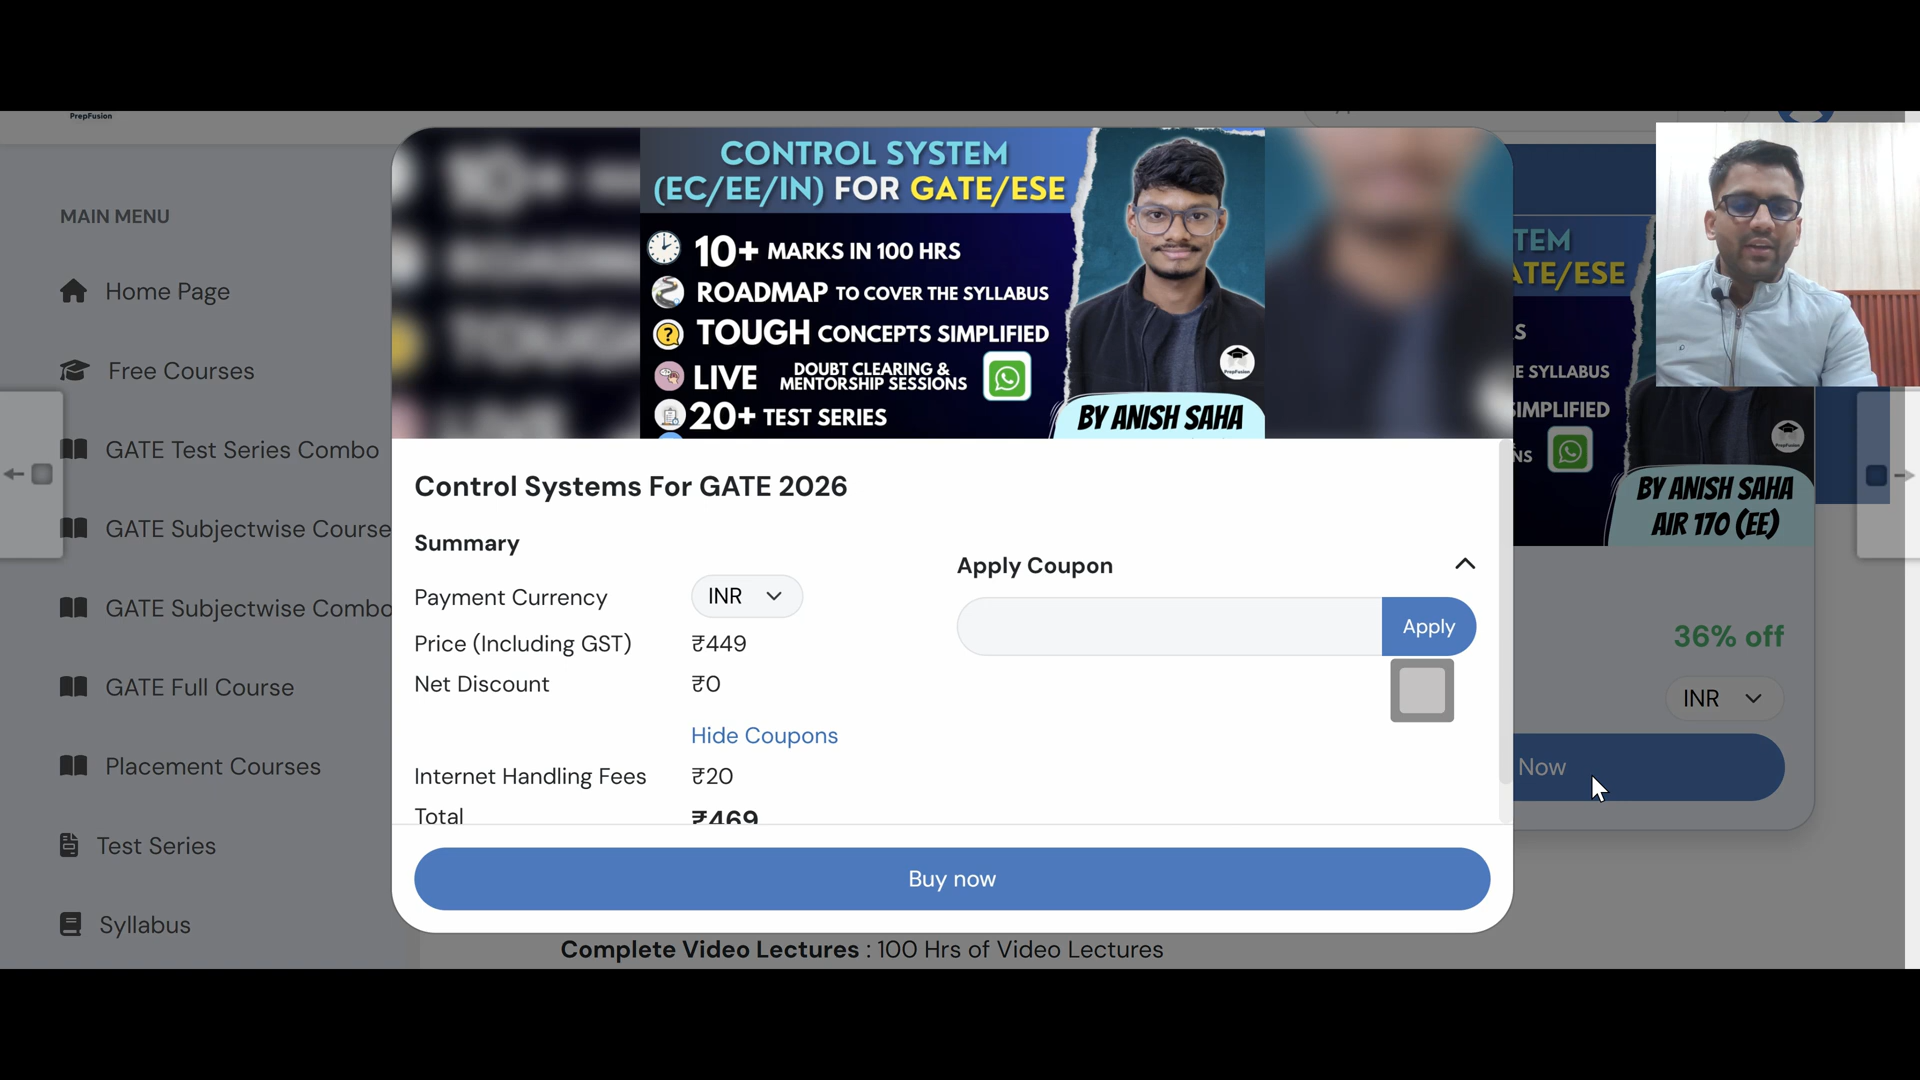 PrepFusion
MAIN MENU
Home Page
Free Courses
GATE Test Series Combo
GATE Subjectwise Course
GATE Subjectwise Combo
GATE Full Course
Placement Courses
Test Series
Syllabus
CONTROL SYSTEM
(EC/EE/IN) FOR GATE/ESE
10+ MARKS IN 100 HRS
ROADMAP TO COVER THE SYLLABUS
TOUGH CONCEPTS SIMPLIFIED
LIVE DOUBT CLEARING & MENTORSHIP SESSIONS
20+ TEST SERIES
PrepFusion
BY ANISH SAHA
Control Systems For GATE 2026
Summary
Payment Currency INR
Price (Including GST) ₹449
Net Discount ₹0
Hide Coupons
Internet Handling Fees ₹20
Total ₹469
Apply Coupon
Apply
Buy now
TEM
ATE/ESE
S
E SYLLABUS
IMPLIFIED
NS
BY ANISH SAHA
AIR 170 (EE)
36% off
INR
Now
Complete Video Lectures : 100 Hrs of Video Lectures